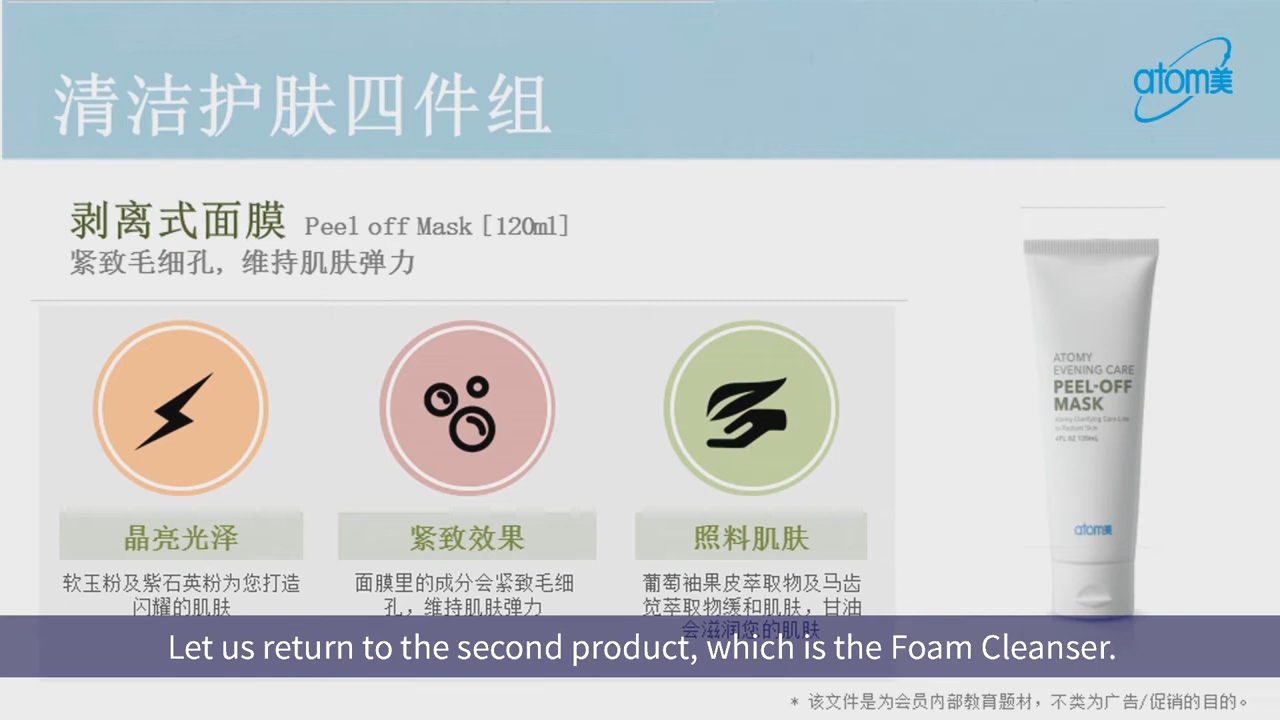 清洁护肤四件组
atom美
剥离式面膜 Peel off Mask [120ml]
紧致毛细孔, 维持肌肤弹力
ATOMY
EVENING CARE
PEEL-OFF
MASK
4FL OZ 120mL
atom美
晶亮光泽
紧致效果
照料肌肤
软玉粉及紫石英粉为您打造
闪耀的肌肤
面膜里的成分会紧致毛细
孔，维持肌肤弹力
葡萄袖果皮萃取物及马齿
笕萃取物缓和肌肤，甘油
会滋润您的肌肤
Let us return to the second product, which is the Foam Cleanser.
* 该文件是为会员内部教育题材，不类为广告/促销的目的。